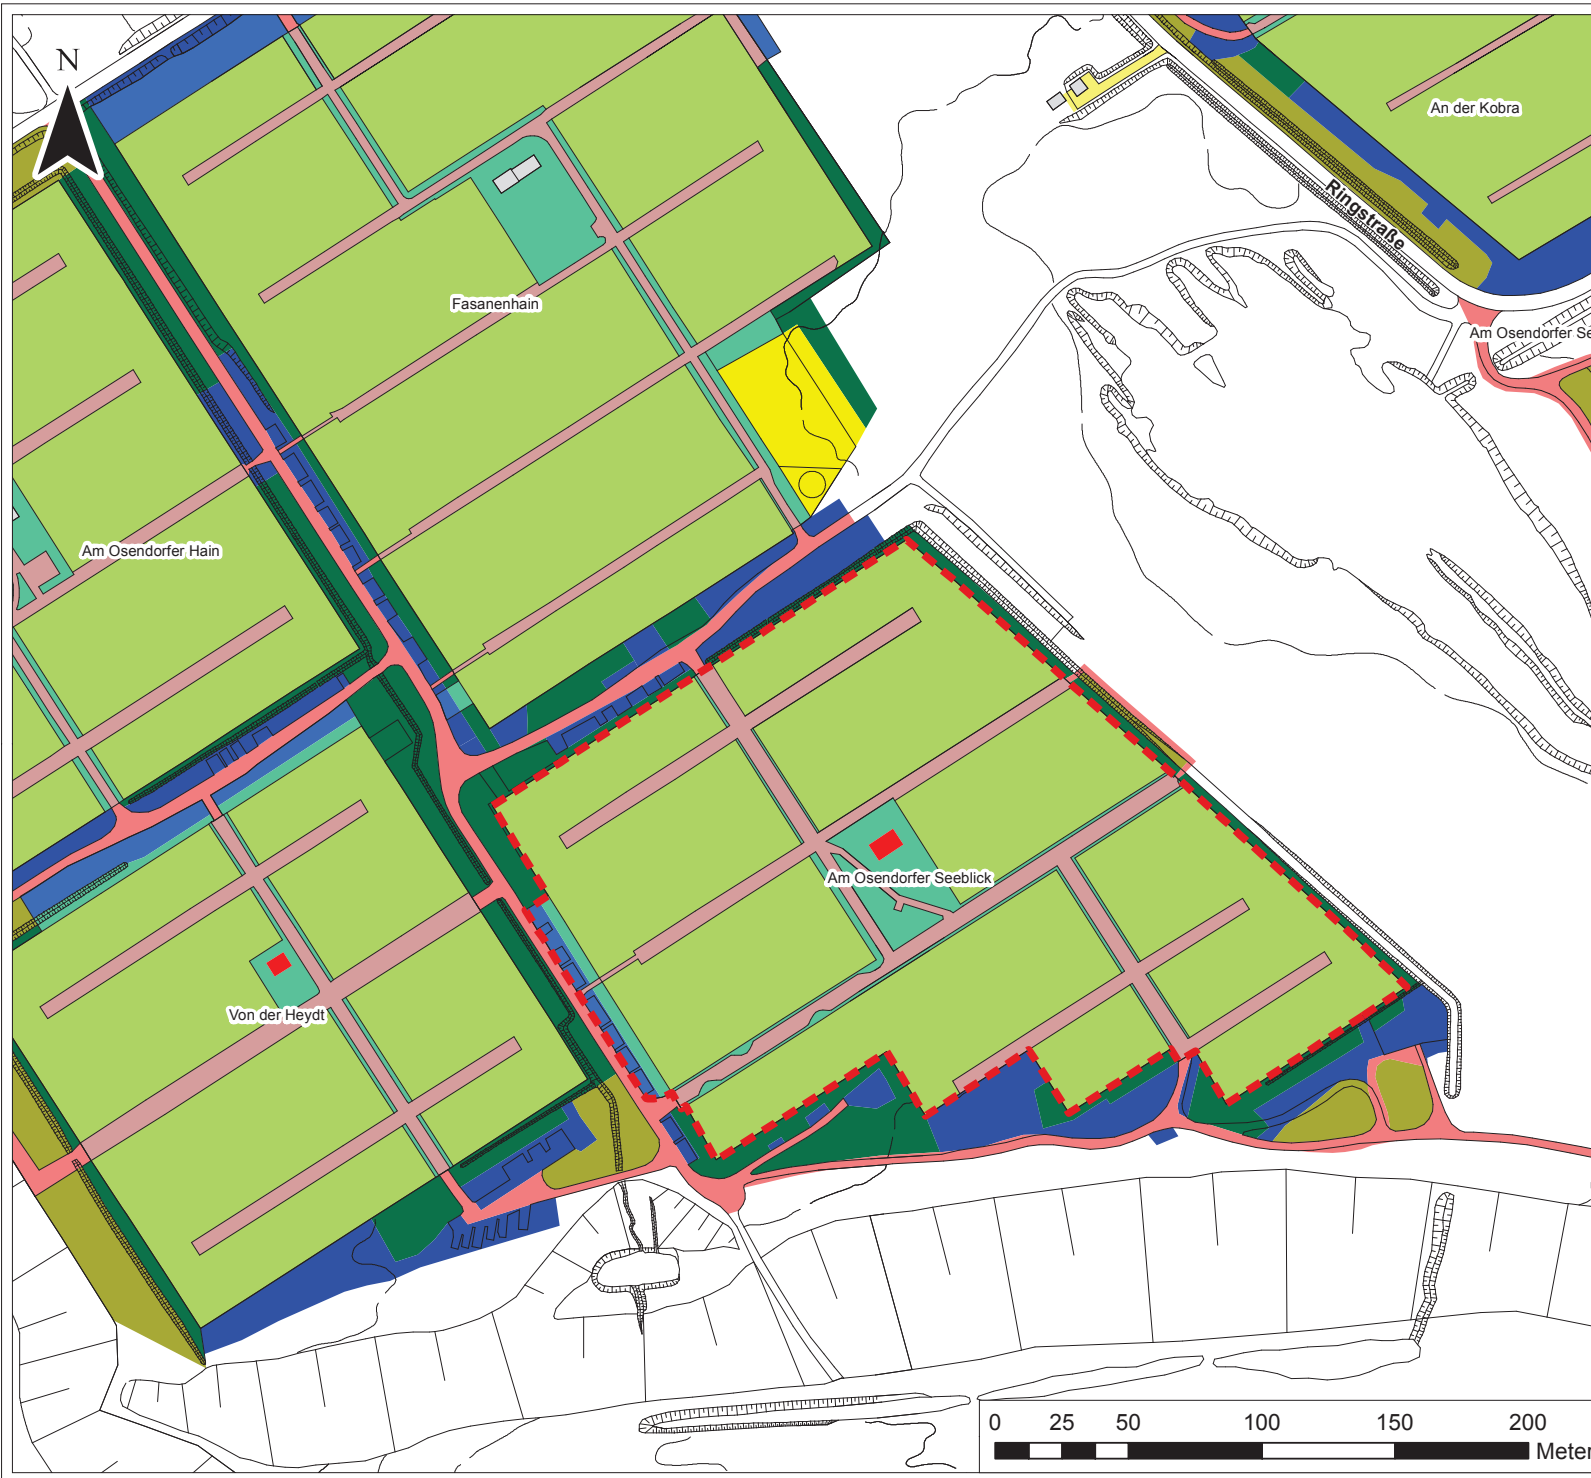 N
An der Kobra
Ringstraße
Fasanenhain
Am Osendorfer Se
Am Osendorfer Hain
Am Osendorfer Seeblick
Von der Heydt
0 25 50 100 150 200
Meter